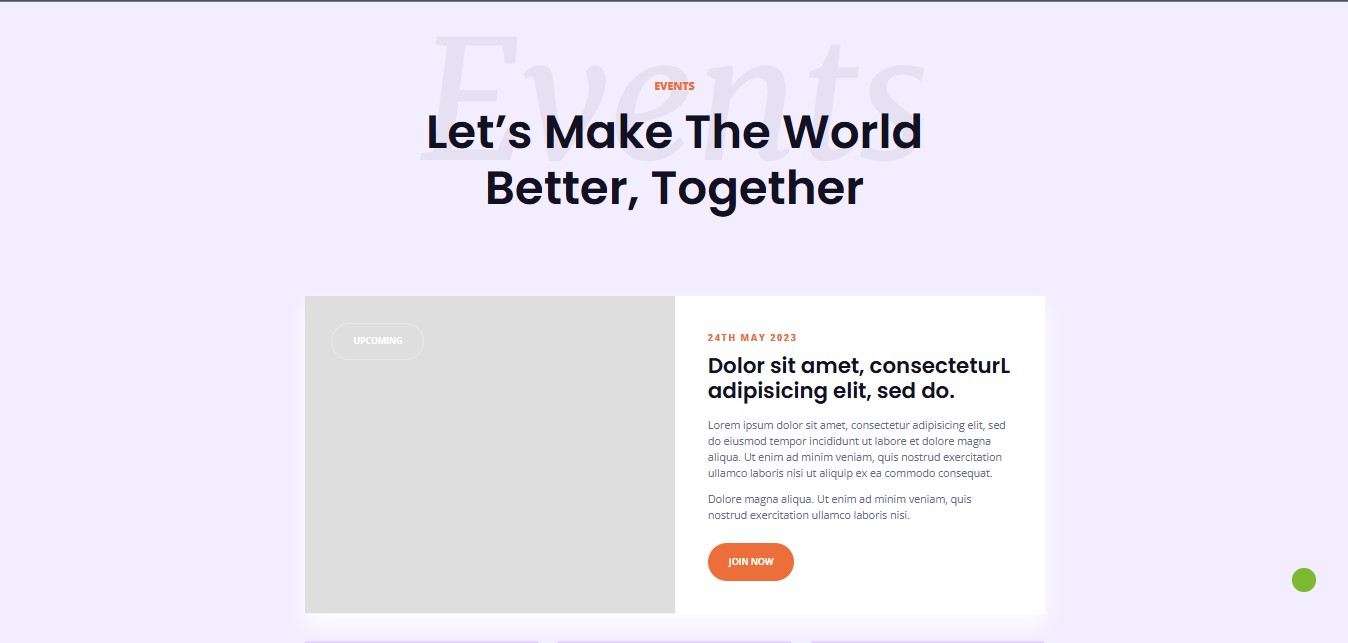 Events
EVENTS
Let’s Make The World
Better, Together
UPCOMING
24TH MAY 2023
Dolor sit amet, consecteturL
adipisicing elit, sed do.
Lorem ipsum dolor sit amet, consectetur adipisicing elit, sed
do eiusmod tempor incididunt ut labore et dolore magna
aliqua. Ut enim ad minim veniam, quis nostrud exercitation
ullamco laboris nisi ut aliquip ex ea commodo consequat.
Dolore magna aliqua. Ut enim ad minim veniam, quis
nostrud exercitation ullamco laboris nisi.
JOIN NOW